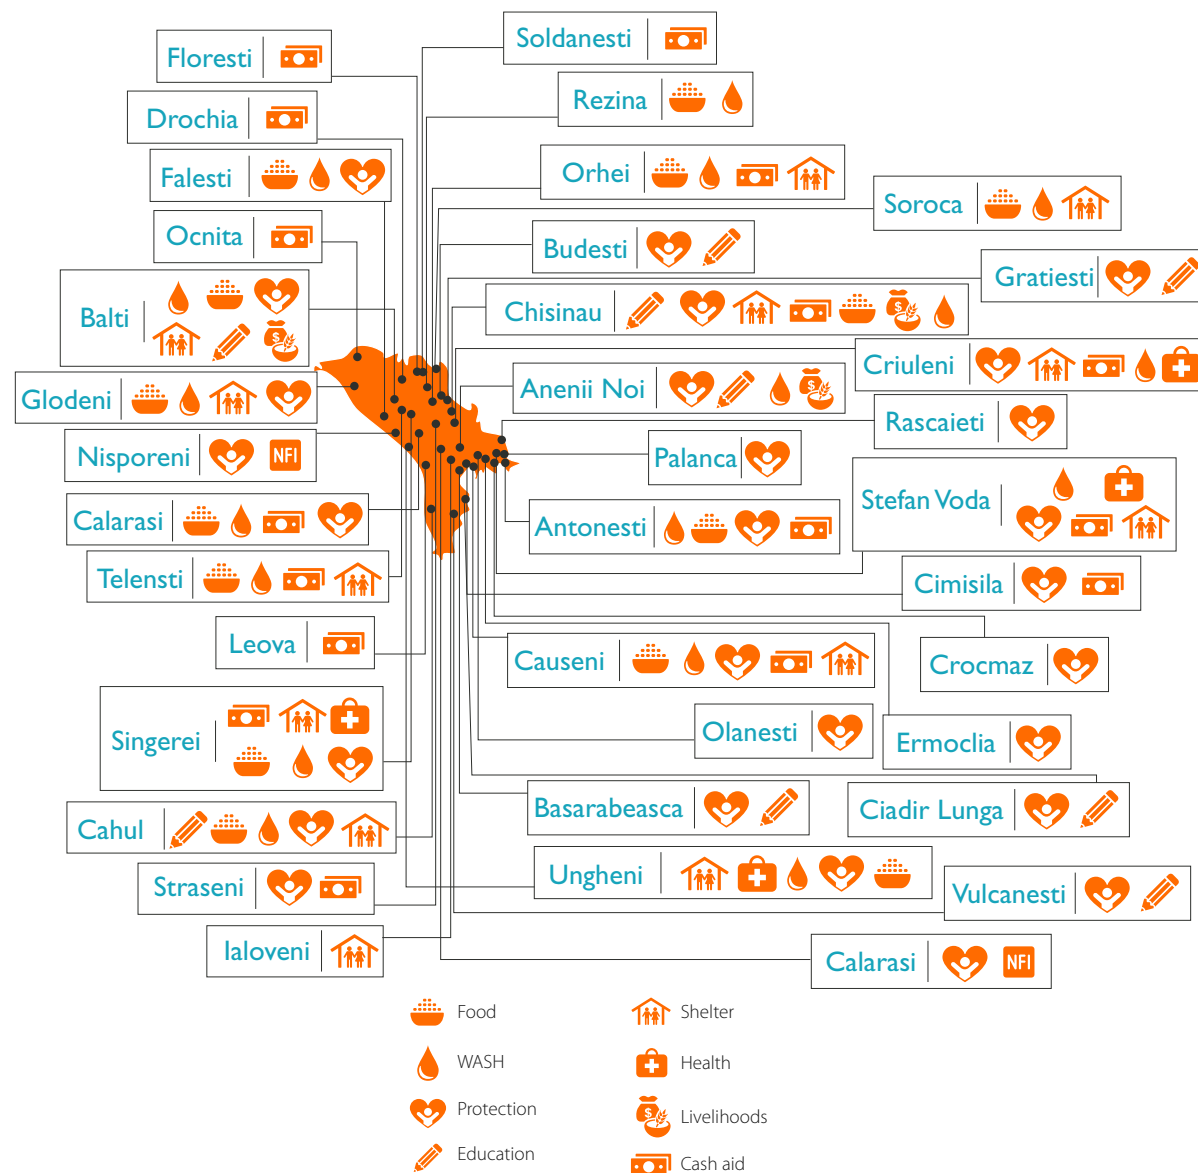 Soldanesti
Floresti
Rezina
Drochia
Orhei
Falesti
Soroca
Ocnita
Budesti
Gratiesti
Balti
Chisinau
Criuleni
Glodeni
Anenii Noi
Rascaieti
Nisporeni
NFI
Palanca
Stefan Voda
Calarasi
Antonesti
Telensti
Cimisila
Leova
Causeni
Crocmaz
Singerei
Olanesti
Ermoclia
Basarabeasca
Ciadir Lunga
Cahul
Ungheni
Straseni
Vulcanesti
Ialoveni
Calarasi
NFI
Food
Shelter
WASH
Health
Protection
Livelihoods
Education
Cash aid